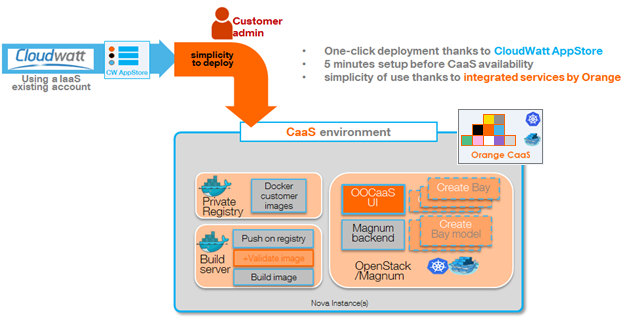 Customer
admin
Cloudwatt
CW AppStore
Using a IaaS
existing account
simplicity
to deploy
• One-click deployment thanks to CloudWatt AppStore
• 5 minutes setup before CaaS availability
• simplicity of use thanks to integrated services by Orange
CaaS environment
Orange CaaS
Private
Registry
Docker
customer
images
Build
server
Push on registry
+Validate image
Build image
OOCaaS
UI
Create Bay
Magnum
backend
Create
Bay model
OpenStack
/Magnum
Nova Instance(s)